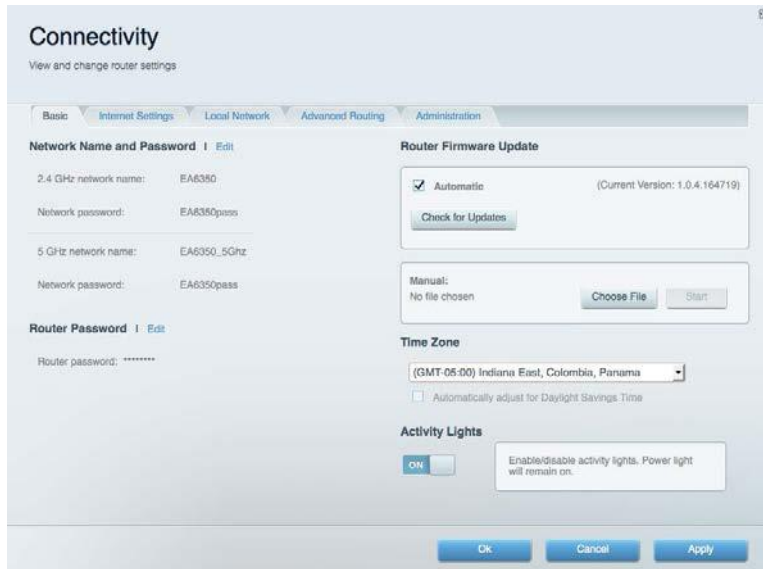 Connectivity
View and change router settings
Basic Internet Settings Local Network Advanced Routing Administration
Network Name and Password | Edit
2.4 GHz network name: EA6350
Network password: EA6350pass
5 GHz network name: EA6350_5Ghz
Network password: EA6350pass
Router Password | Edit
Router password: ********
Router Firmware Update
Automatic (Current Version: 1.0.4.164719)
Check for Updates
Manual:
No file chosen Choose File Start
Time Zone
(GMT-05:00) Indiana East, Colombia, Panama
Automatically adjust for Daylight Savings Time
Activity Lights
ON
Enable/disable activity lights. Power light
will remain on.
Ok Cancel Apply